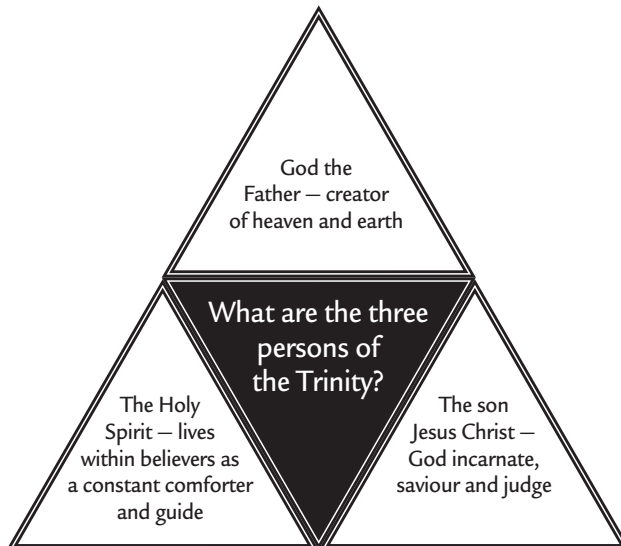 God the
Father – creator
of heaven and earth
What are the three
persons of
the Trinity?
The Holy
Spirit – lives
within believers as
a constant comforter
and guide
The son
Jesus Christ –
God incarnate,
saviour and judge